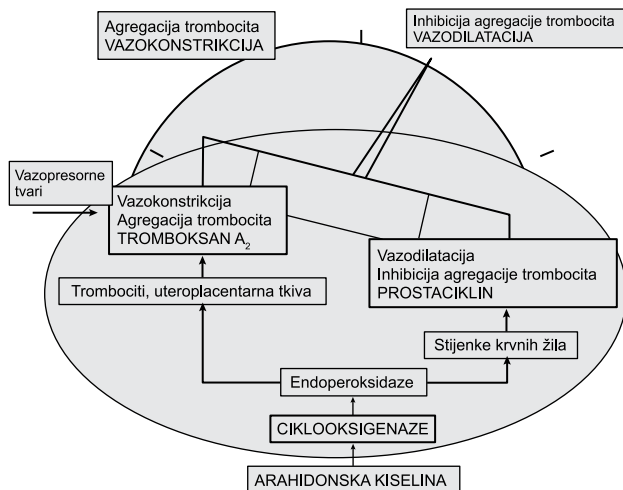 Agregacija trombocita
VAZOKONSTRIKCIJA
Inhibicija agregacije trombocita
VAZODILATACIJA
Vazopresorne
tvari
Vazokonstrikcija
Agregacija trombocita
TROMBOKSAN A2
Vazodilatacija
Inhibicija agregacije trombocita
PROSTACIKLIN
Trombociti, uteroplacentarna tkiva
Stijenke krvnih žila
Endoperoksidaze
CIKLOOKSIGENAZE
ARAHIDONSKA KISELINA